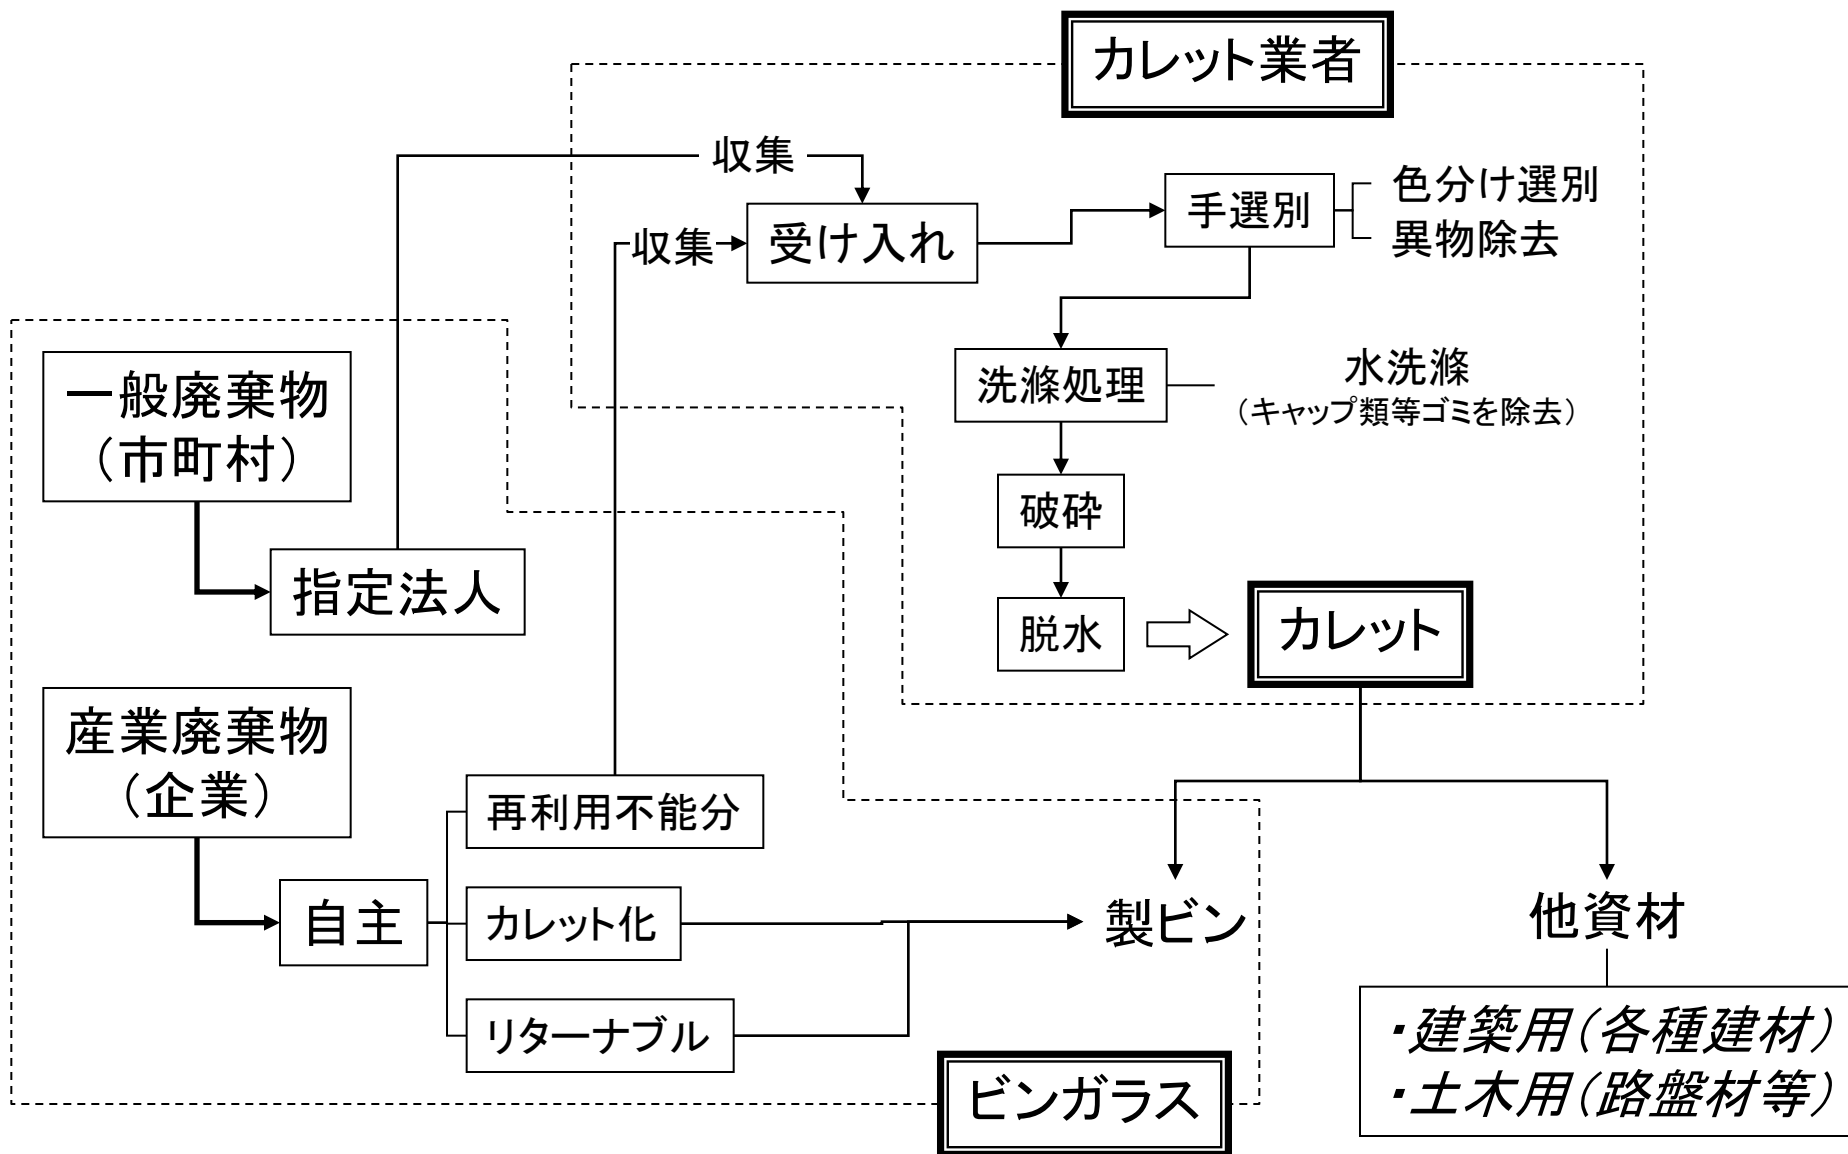 カレット業者
収集
収集
受け入れ
手選別
色分け選別
異物除去
洗滌処理
水洗滌
（キャップ類等ゴミを除去）
破砕
脱水
カレット
一般廃棄物
（市町村）
指定法人
産業廃棄物
（企業）
自主
再利用不能分
カレット化
リターナブル
製ビン
他資材
・建築用（各種建材）
・土木用（路盤材等）
ビンガラス